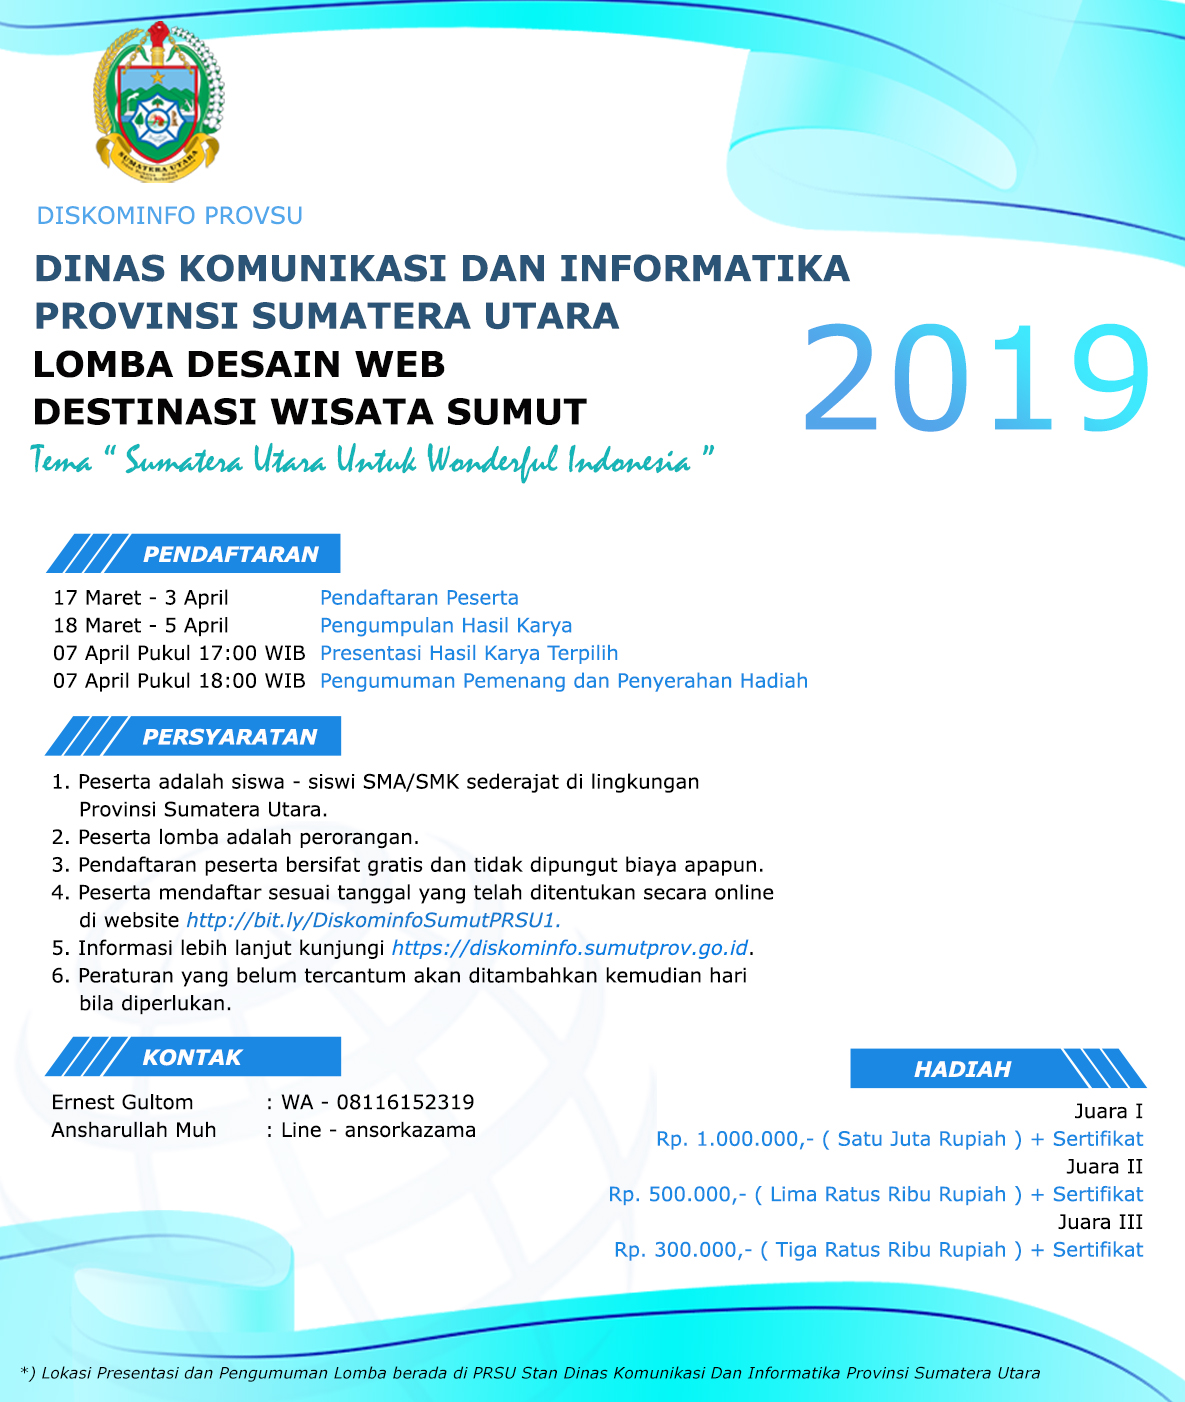 SUMATERA UTARA
DISKOMINFO PROVSU
DINAS KOMUNIKASI DAN INFORMATIKA
PROVINSI SUMATERA UTARA
LOMBA DESAIN WEB
DESTINASI WISATA SUMUT
2019
Tema “ Sumatera Utara Untuk Wonderful Indonesia ”
PENDAFTARAN
17 Maret - 3 April Pendaftaran Peserta
18 Maret - 5 April Pengumpulan Hasil Karya
07 April Pukul 17:00 WIB Presentasi Hasil Karya Terpilih
07 April Pukul 18:00 WIB Pengumuman Pemenang dan Penyerahan Hadiah
PERSYARATAN
1. Peserta adalah siswa - siswi SMA/SMK sederajat di lingkungan
Provinsi Sumatera Utara.
2. Peserta lomba adalah perorangan.
3. Pendaftaran peserta bersifat gratis dan tidak dipungut biaya apapun.
4. Peserta mendaftar sesuai tanggal yang telah ditentukan secara online
di website http://bit.ly/DiskominfoSumutPRSU1.
5. Informasi lebih lanjut kunjungi https://diskominfo.sumutprov.go.id.
6. Peraturan yang belum tercantum akan ditambahkan kemudian hari
bila diperlukan.
KONTAK
Ernest Gultom : WA - 08116152319
Ansharullah Muh : Line - ansorkazama
HADIAH
Juara I
Rp. 1.000.000,- ( Satu Juta Rupiah ) + Sertifikat
Juara II
Rp. 500.000,- ( Lima Ratus Ribu Rupiah ) + Sertifikat
Juara III
Rp. 300.000,- ( Tiga Ratus Ribu Rupiah ) + Sertifikat
*) Lokasi Presentasi dan Pengumuman Lomba berada di PRSU Stan Dinas Komunikasi Dan Informatika Provinsi Sumatera Utara